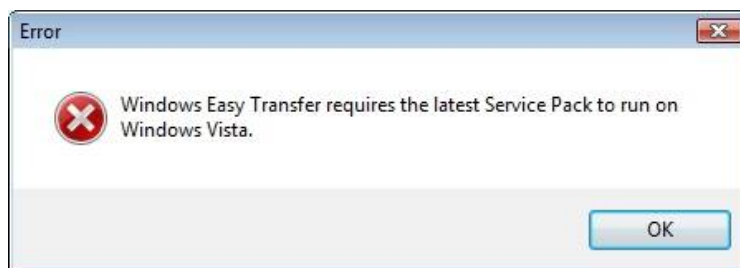 Error
Windows Easy Transfer requires the latest Service Pack to run on
Windows Vista.
OK